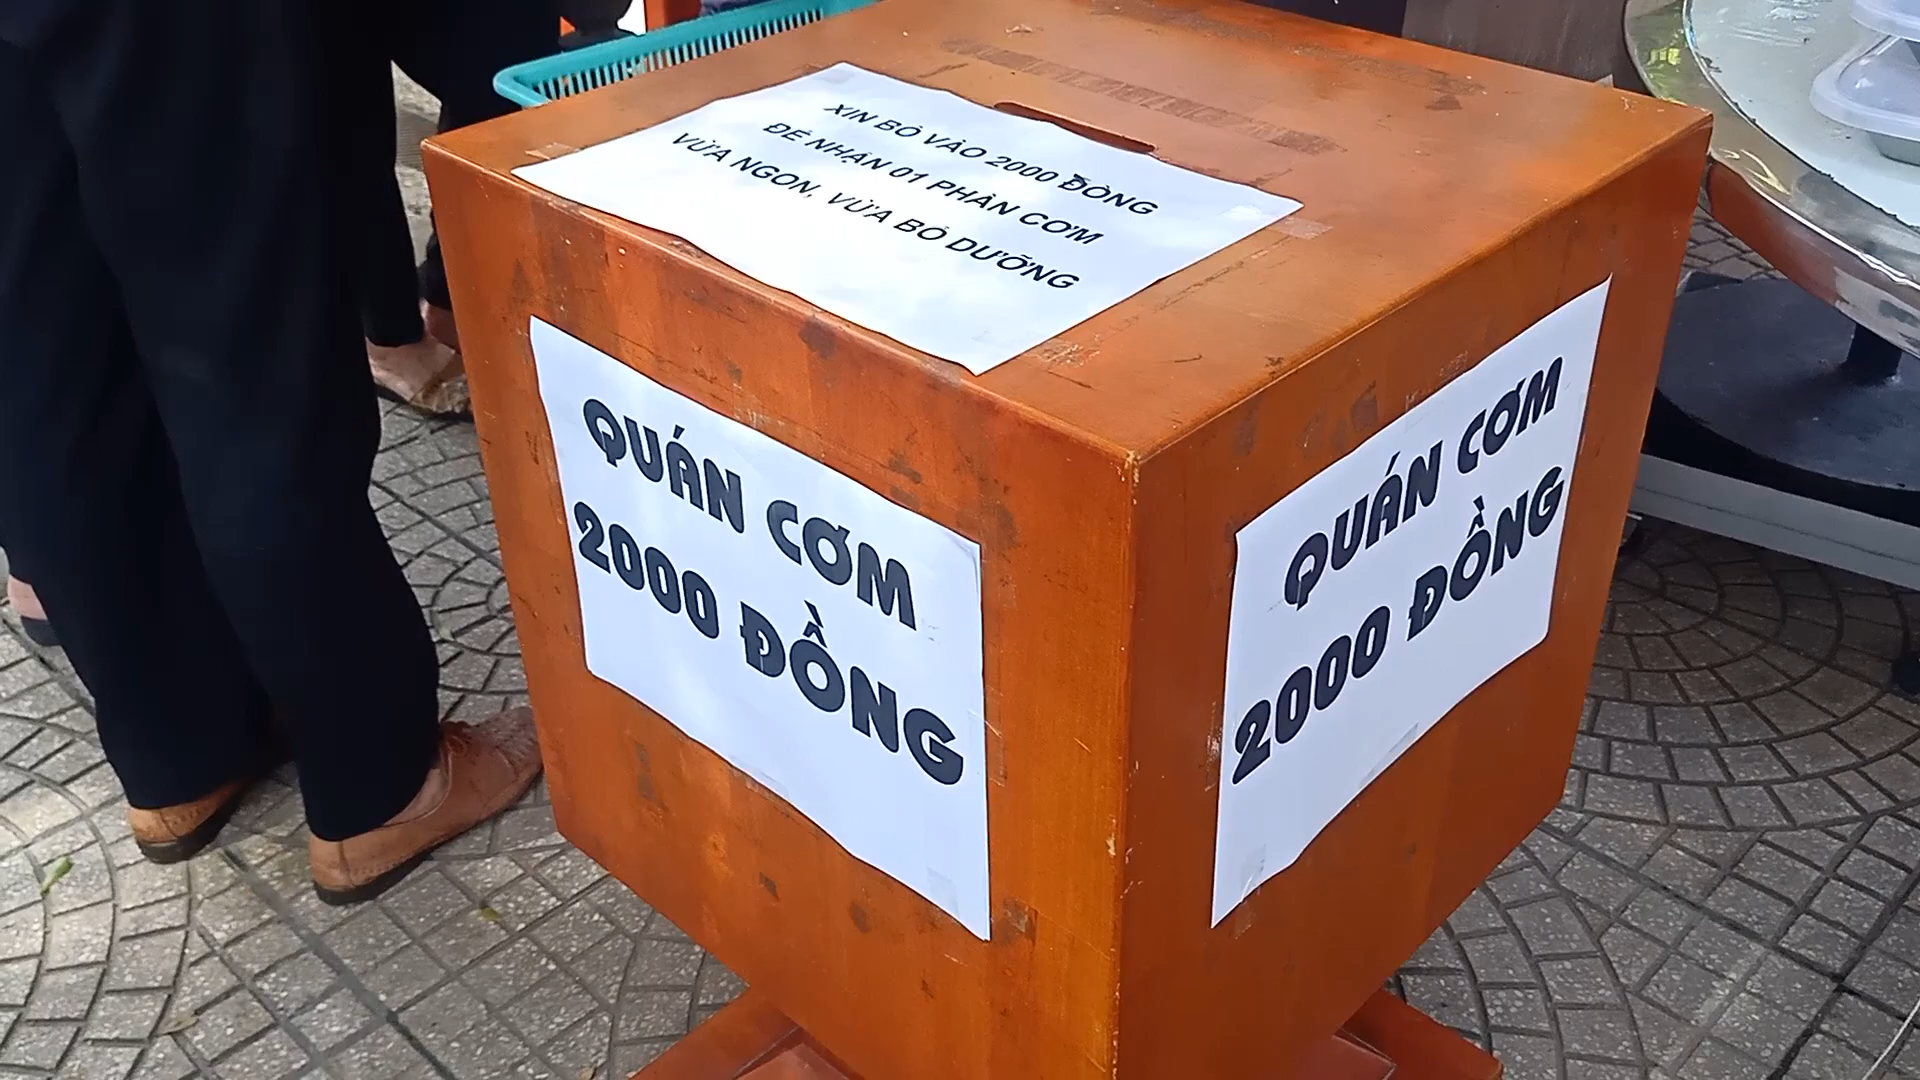 XIN BỎ VÀO 2000 ĐỒNG
ĐỂ NHẬN 01 PHẦN CƠM
VỪA NGON, VỪA BỔ DƯỠNG
QUÁN CƠM
2000 ĐỒNG
QUÁN CƠM
2000 ĐỒNG